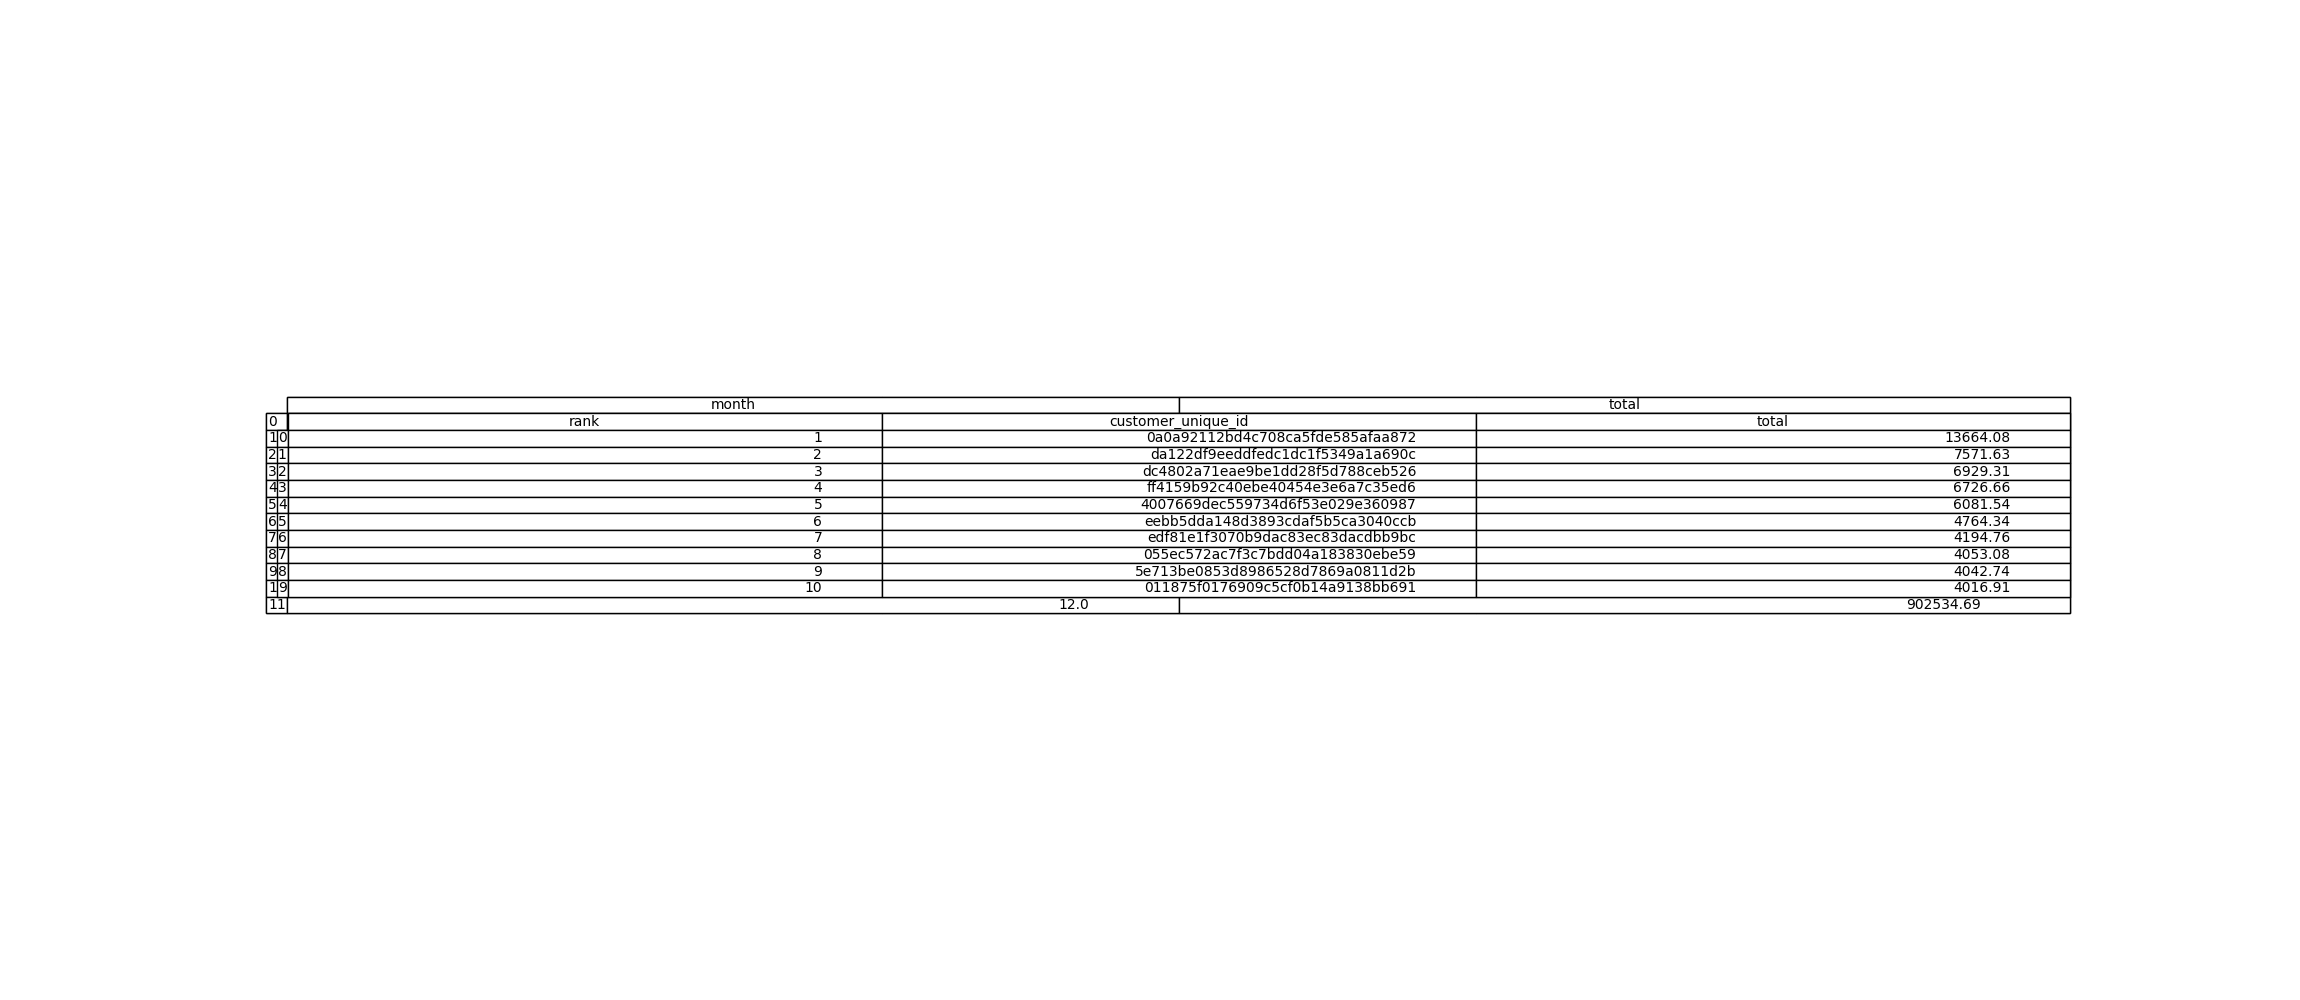 month total
0 rank customer_unique_id total
1 0 1 0a0a92112bd4c708ca5fde585afaa872 13664.08
2 1 2 da122df9eeddfedc1dc1f5349a1a690c 7571.63
3 2 3 dc4802a71eae9be1dd28f5d788ceb526 6929.31
4 3 4 ff4159b92c40ebe40454e3e6a7c35ed6 6726.66
5 4 5 4007669dec559734d6f53e029e360987 6081.54
6 5 6 eebb5dda148d3893cdaf5b5ca3040ccb 4764.34
7 6 7 edf81e1f3070b9dac83ec83dacdbb9bc 4194.76
8 7 8 055ec572ac7f3c7bdd04a183830ebe59 4053.08
9 8 9 5e713be0853d8986528d7869a0811d2b 4042.74
1 9 10 011875f0176909c5cf0b14a9138bb691 4016.91
11 12.0 902534.69